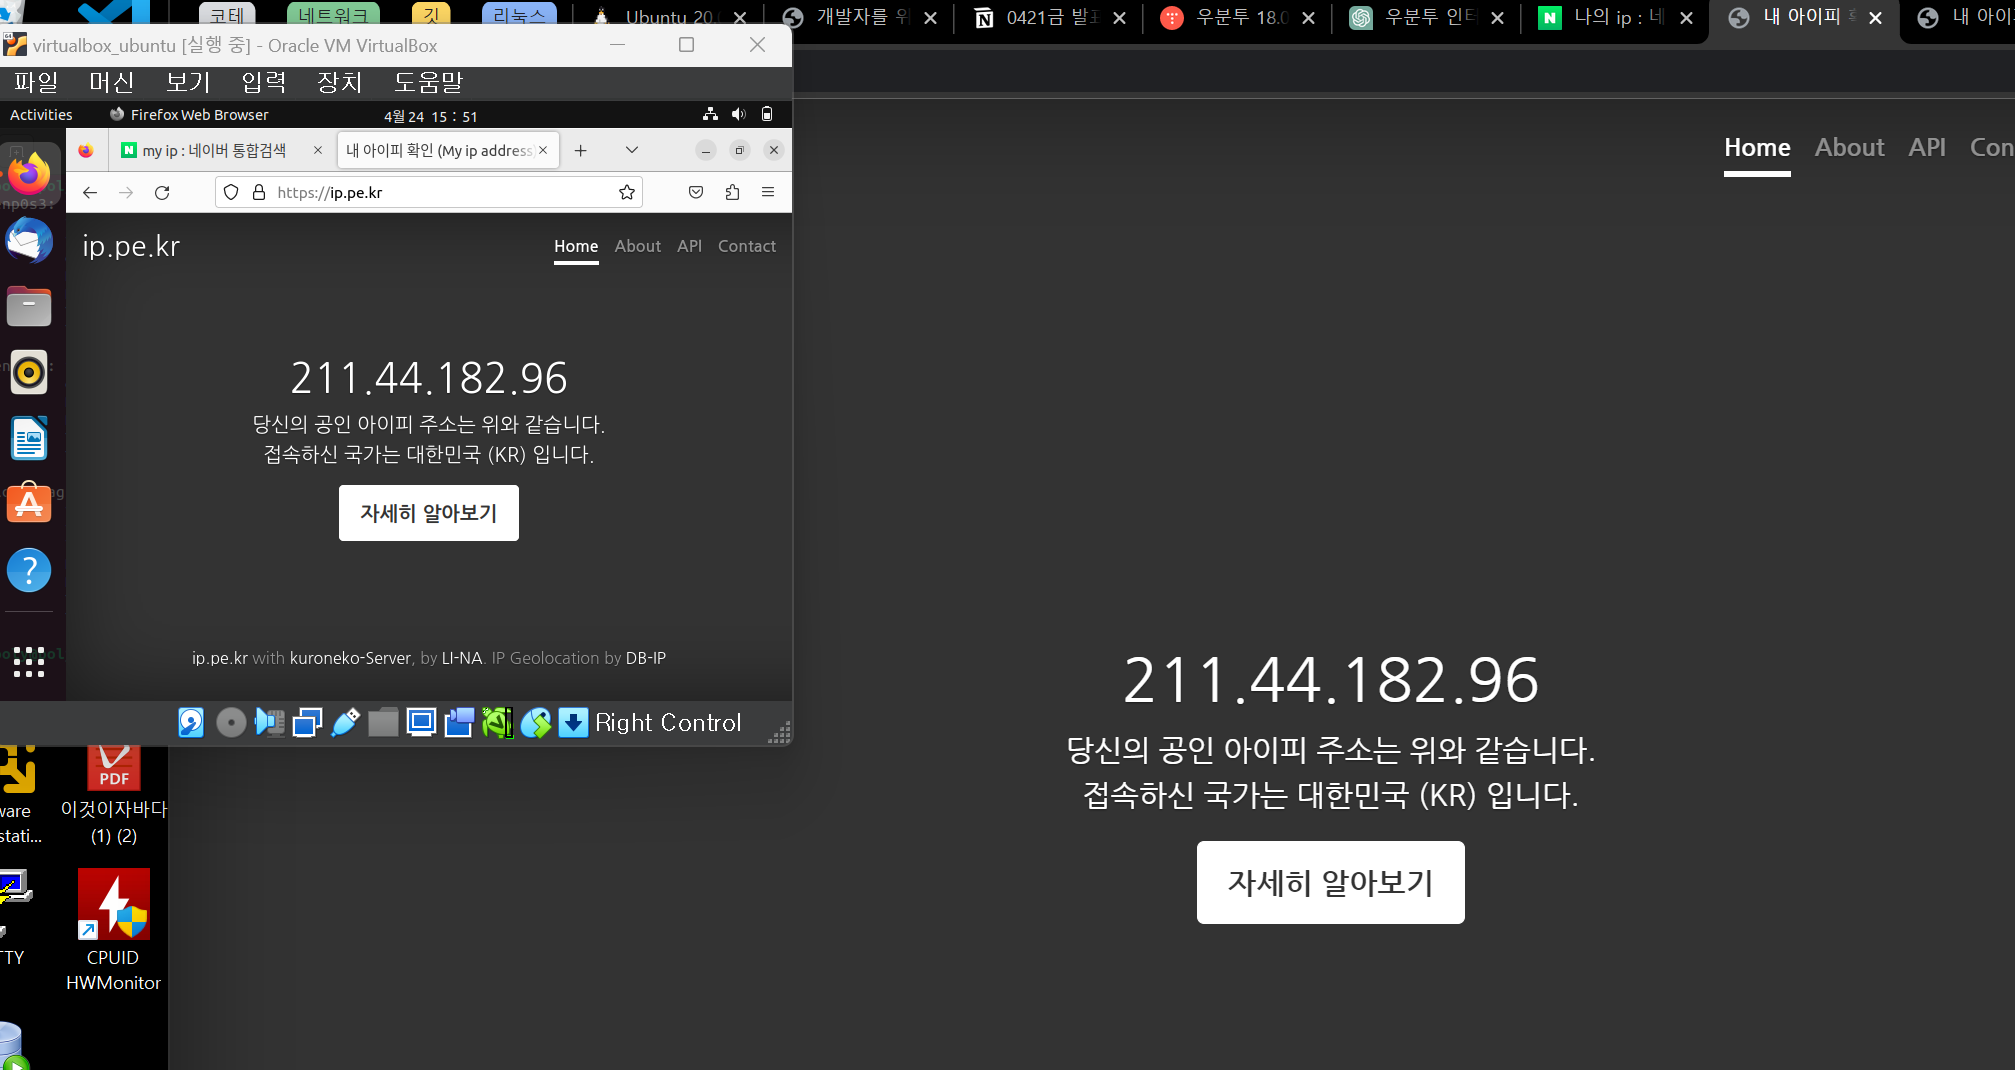 코테
네트워크
깃
리눅스
Ubuntu 20.
개발자를 위
0421금 발표
우분투 18.0
우분투 인터
나의 ip : 네
내 아이피
내 아이
virtualbox_ubuntu [실행 중] - Oracle VM VirtualBox
파일 머신 보기 입력 장치 도움말
Activities
Firefox Web Browser
4월 24 15 : 51
my ip : 네이버 통합검색
내 아이피 확인 (My ip address)
https://ip.pe.kr
np0s3:
ip.pe.kr
Home About API Contact
211.44.182.96
당신의 공인 아이피 주소는 위와 같습니다.
접속하신 국가는 대한민국 (KR) 입니다.
자세히 알아보기
ip.pe.kr with kuroneko-Server, by LI-NA. IP Geolocation by DB-IP
Right Control
Home About API Con
211.44.182.96
당신의 공인 아이피 주소는 위와 같습니다.
접속하신 국가는 대한민국 (KR) 입니다.
자세히 알아보기
PDF
ware
stati...
이것이자바다
(1) (2)
TTY
CPUID
HWMonitor